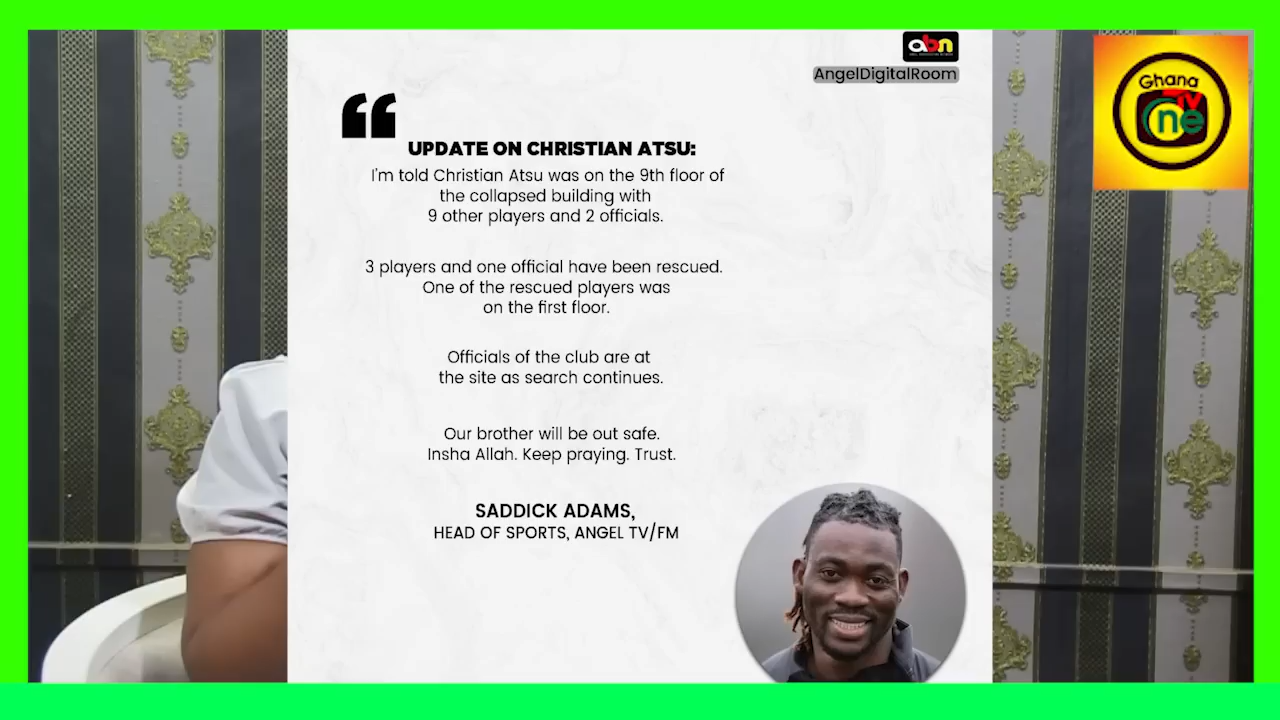 abn
AngelDigitalRoom
Ghana
TV
One
“
UPDATE ON CHRISTIAN ATSU:
I'm told Christian Atsu was on the 9th floor of
the collapsed building with
9 other players and 2 officials.
3 players and one official have been rescued.
One of the rescued players was
on the first floor.
Officials of the club are at
the site as search continues.
Our brother will be out safe.
Insha Allah. Keep praying. Trust.
SADDICK ADAMS,
HEAD OF SPORTS, ANGEL TV/FM